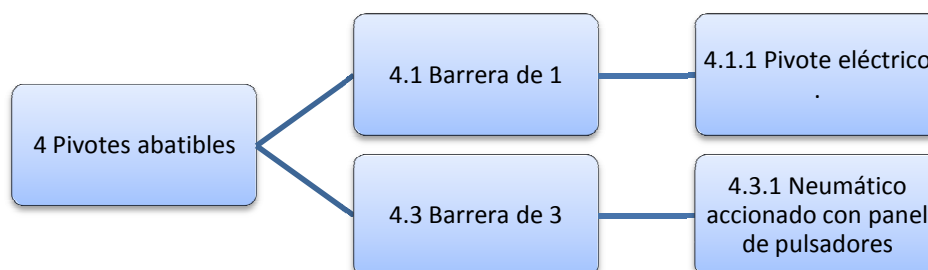 4 Pivotes abatibles
4.1 Barrera de 1
4.1.1 Pivote eléctrico
.
4.3 Barrera de 3
4.3.1 Neumático
accionado con panel
de pulsadores